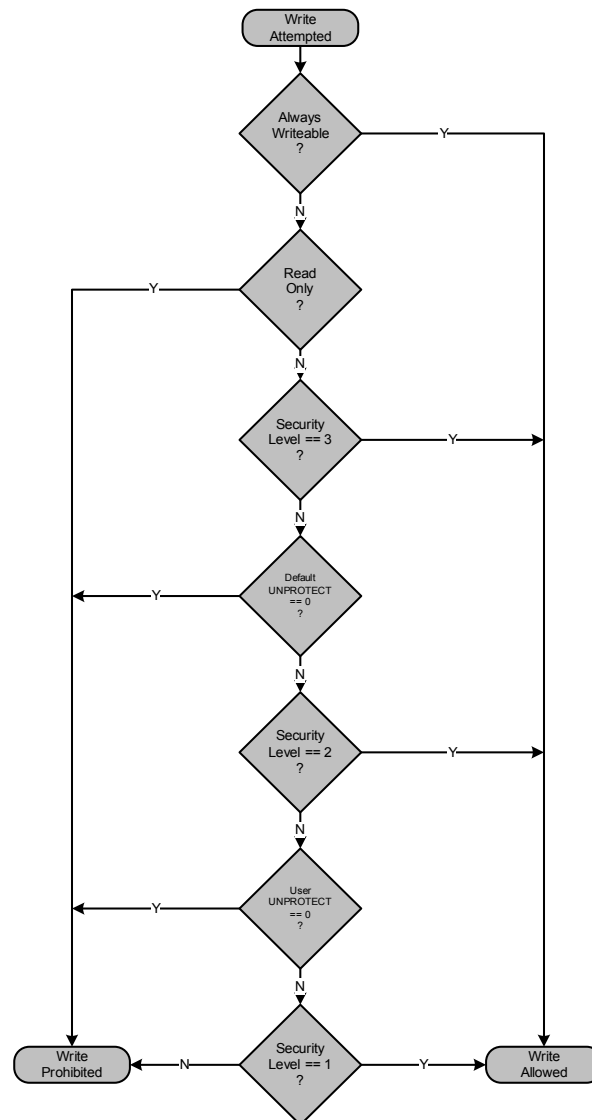 Write
Attempted
Always
Writeable
?
Y
N
Read
Only
?
Y
N
Security
Level == 3
?
Y
N
Default
UNPROTECT
== 0
?
Y
N
Security
Level == 2
?
Y
N
User
UNPROTECT
== 0
?
Y
N
Write
Prohibited
N
Security
Level == 1
?
Y
Write
Allowed